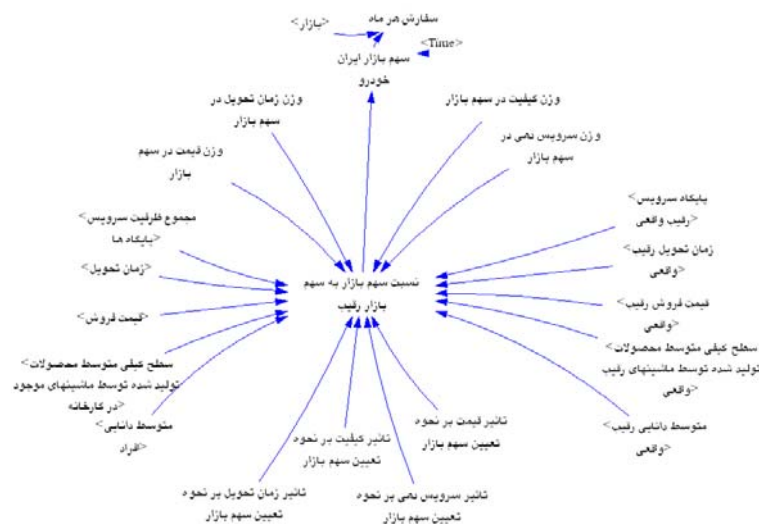 سفارش هر ماه
<بازار>
<Time>
سهم بازار ایران
خودرو
وزن کیفیت در سهم بازار
وزن زمان تحویل در
سهم بازار
وزن سرویس دهی در
سهم بازار
وزن قیمت در سهم
بازار
<پایگاه سرویس
رقیب واقعی>
<مجموع ظرفیت سرویس
پایگاه ها>
<زمان تحویل رقیب
واقعی>
<زمان تحویل>
نسبت سهم بازار به سهم
بازار رقیب
<قیمت فروش رقیب
واقعی>
<قیمت فروش>
<سطح کیفی متوسط محصولات
تولید شده توسط ماشینهای رقیب
واقعی>
<سطح کیفی متوسط محصولات
تولید شده توسط ماشینهای موجود
در کارخانه>
<متوسط دانایی رقیب
واقعی>
<متوسط دانایی
افراد>
تاثیر قیمت بر نحوه
تعیین سهم بازار
تاثیر کیفیت بر نحوه
تعیین سهم بازار
تاثیر سرویس دهی بر نحوه
تعیین سهم بازار
تاثیر زمان تحویل بر نحوه
تعیین سهم بازار